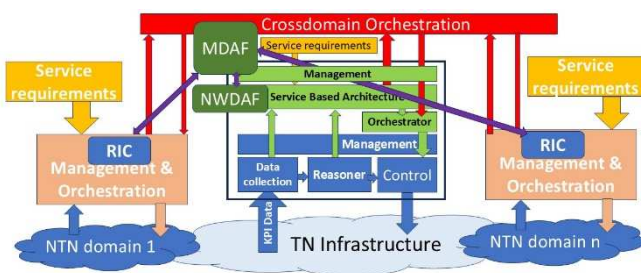 Crossdomain Orchestration
MDAF
Service requirements
Management
NWDAF
Service Based Architecture
Orchestrator
Management
Data
collection
Reasoner
Control
KPI Data
Service
requirements
RIC
Management &
Orchestration
NTN domain 1
TN Infrastructure
Service
requirements
RIC
Management &
Orchestration
NTN domain n